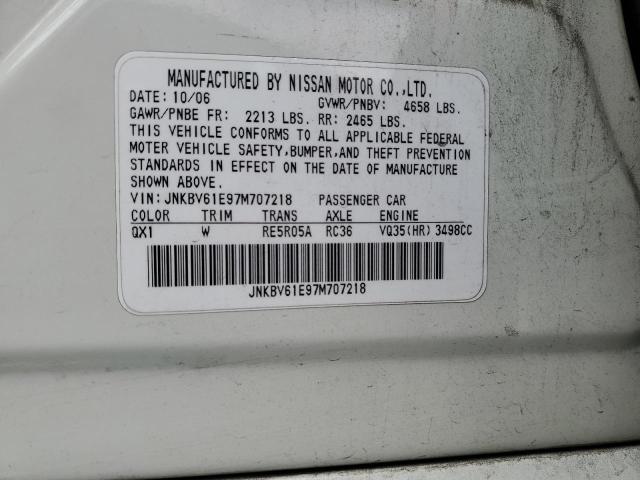 MANUFACTURED BY NISSAN MOTOR CO.,LTD.
DATE: 10/06 GVWR/PNBV: 4658 LBS.
GAWR/PNBE FR: 2213 LBS. RR: 2465 LBS.
THIS VEHICLE CONFORMS TO ALL APPLICABLE FEDERAL
MOTOR VEHICLE SAFETY,BUMPER,AND THEFT PREVENTION
STANDARDS IN EFFECT ON THE DATE OF MANUFACTURE
SHOWN ABOVE.
VIN: JNKBV61E97M707218 PASSENGER CAR
COLOR TRIM TRANS AXLE ENGINE
QX1 W RE5R05A RC36 VQ35(HR) 3498CC
JNKBV61E97M707218